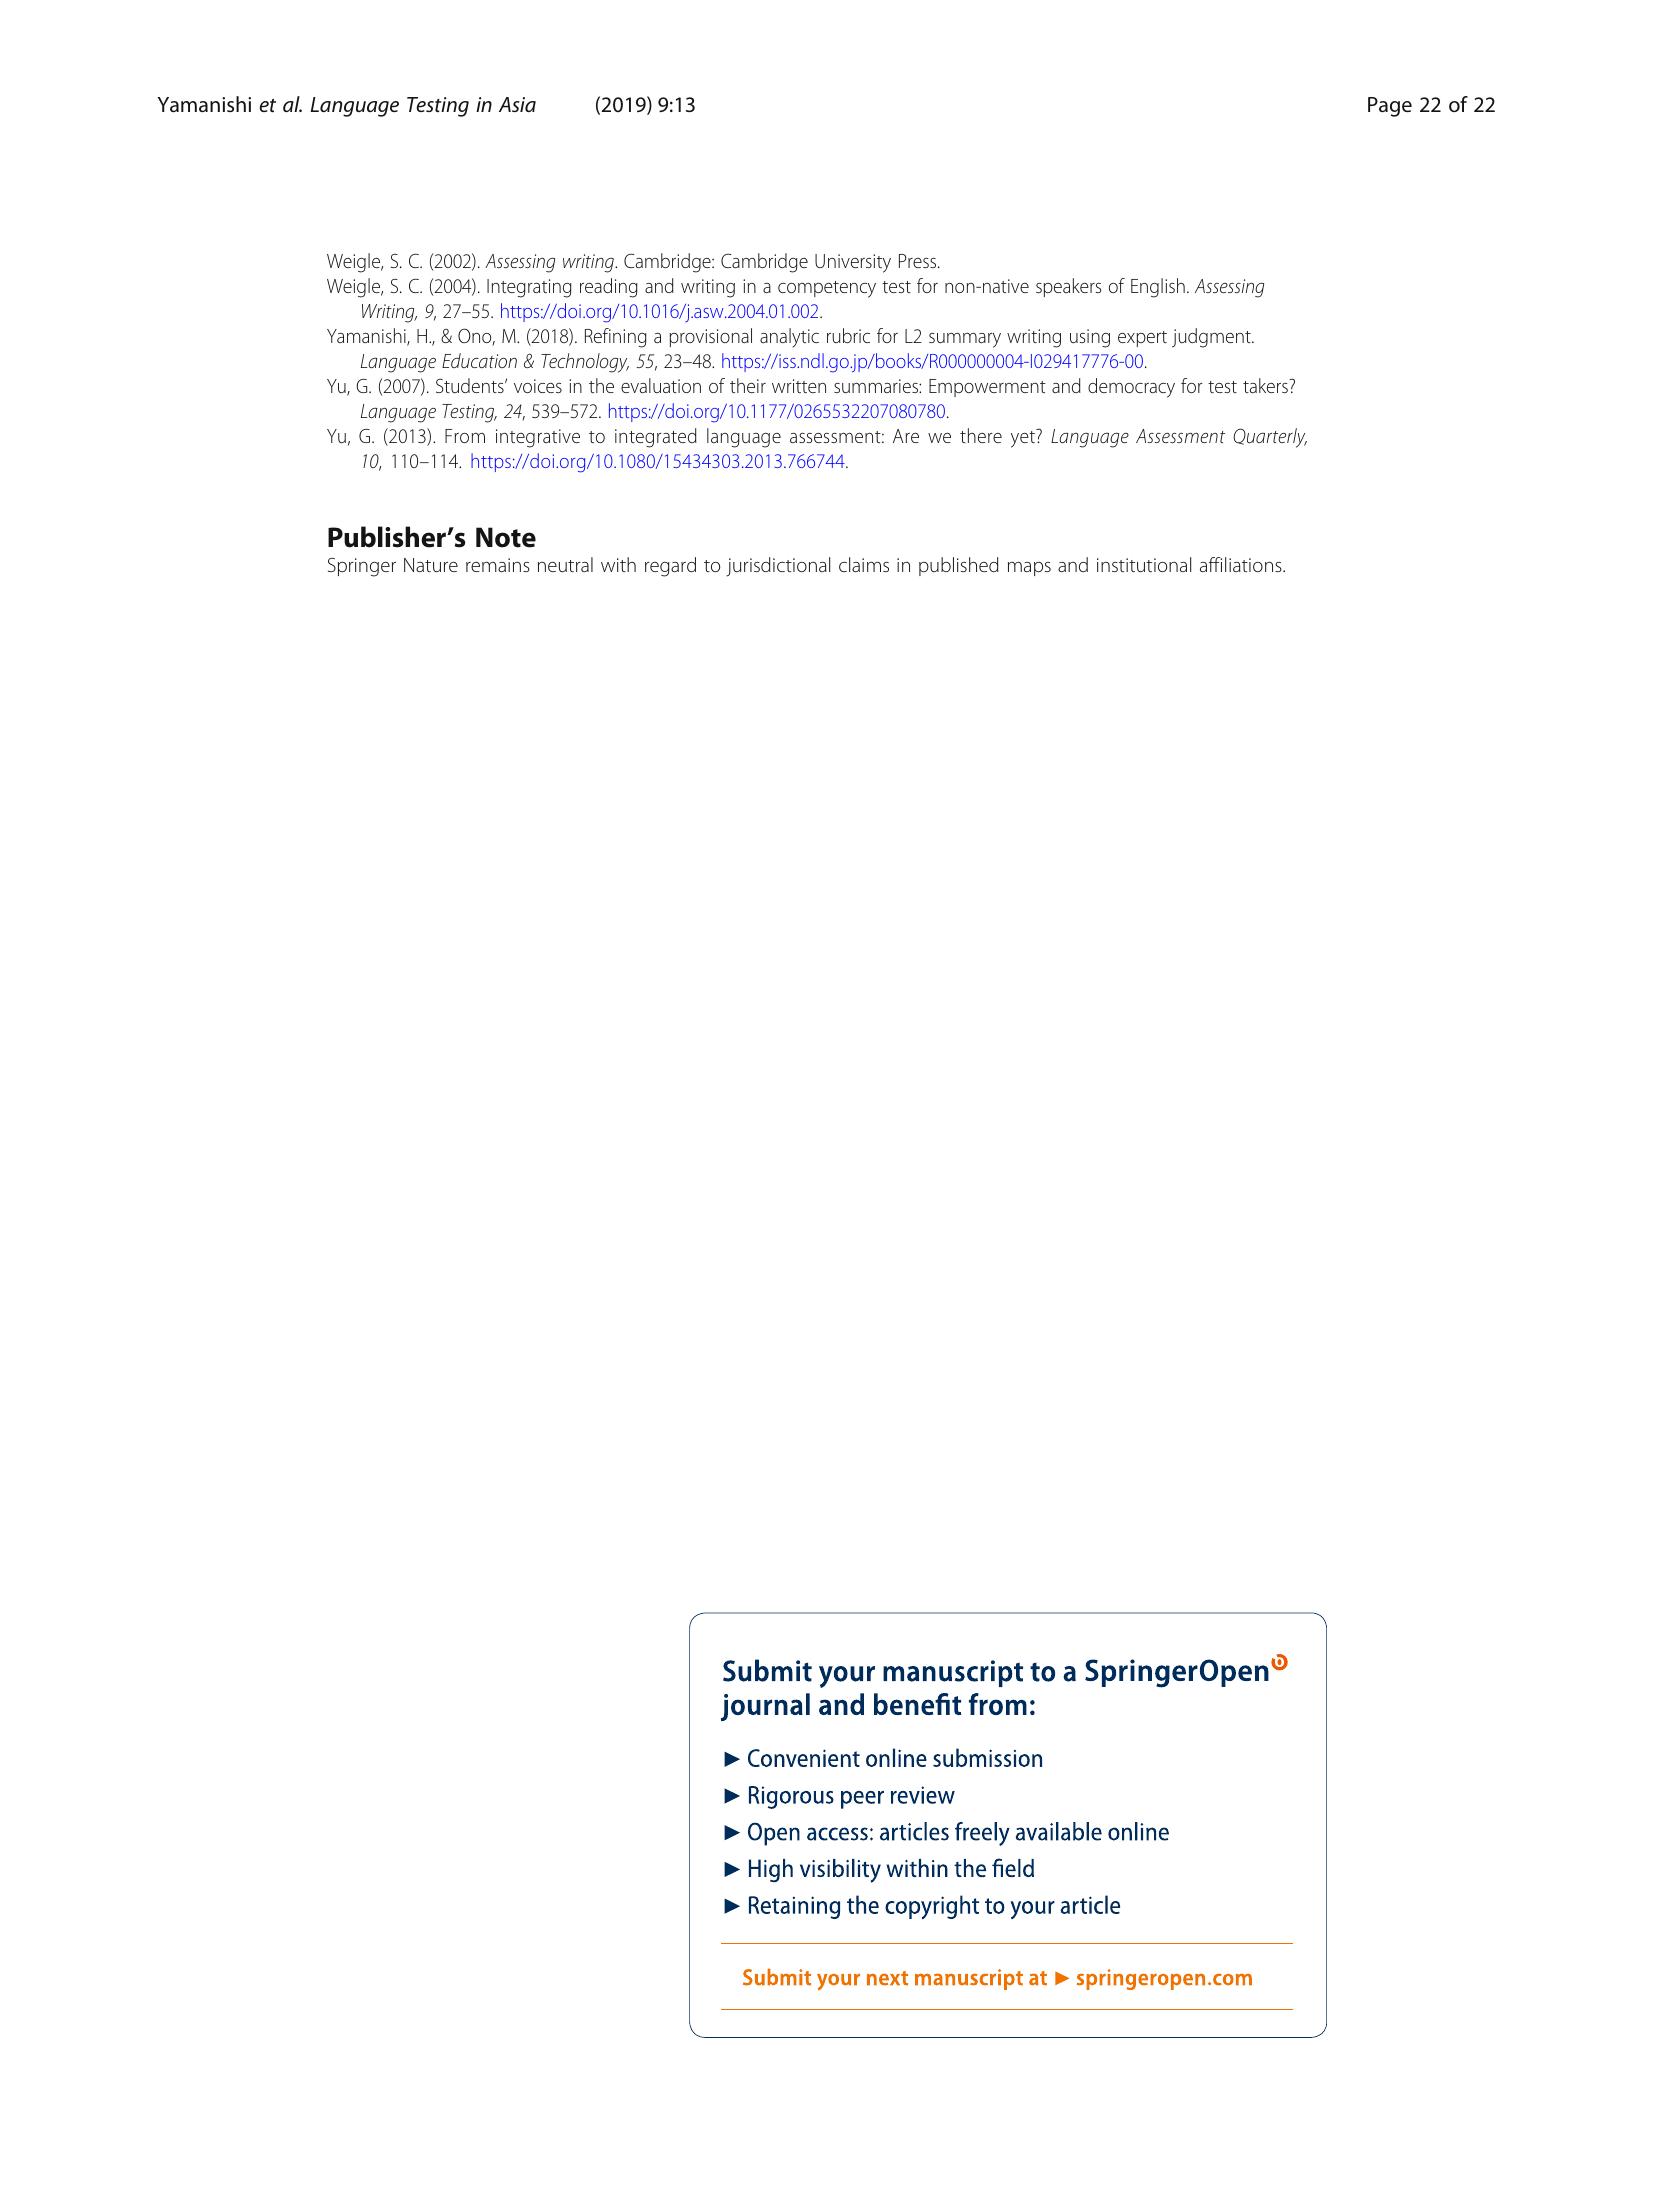 Yamanishi et al. Language Testing in Asia (2019) 9:13 Page 22 of 22
Weigle, S. C. (2002). Assessing writing. Cambridge: Cambridge University Press.
Weigle, S. C. (2004). Integrating reading and writing in a competency test for non-native speakers of English. Assessing
Writing, 9, 27–55. https://doi.org/10.1016/j.asw.2004.01.002.
Yamanishi, H., & Ono, M. (2018). Refining a provisional analytic rubric for L2 summary writing using expert judgment.
Language Education & Technology, 55, 23–48. https://iss.ndl.go.jp/books/R000000004-I029417776-00.
Yu, G. (2007). Students’ voices in the evaluation of their written summaries: Empowerment and democracy for test takers?
Language Testing, 24, 539–572. https://doi.org/10.1177/0265532207080780.
Yu, G. (2013). From integrative to integrated language assessment: Are we there yet? Language Assessment Quarterly,
10, 110–114. https://doi.org/10.1080/15434303.2013.766744.
Publisher’s Note
Springer Nature remains neutral with regard to jurisdictional claims in published maps and institutional affiliations.
Submit your manuscript to a SpringerOpen
journal and benefit from:
► Convenient online submission
► Rigorous peer review
► Open access: articles freely available online
► High visibility within the field
► Retaining the copyright to your article
Submit your next manuscript at ► springeropen.com